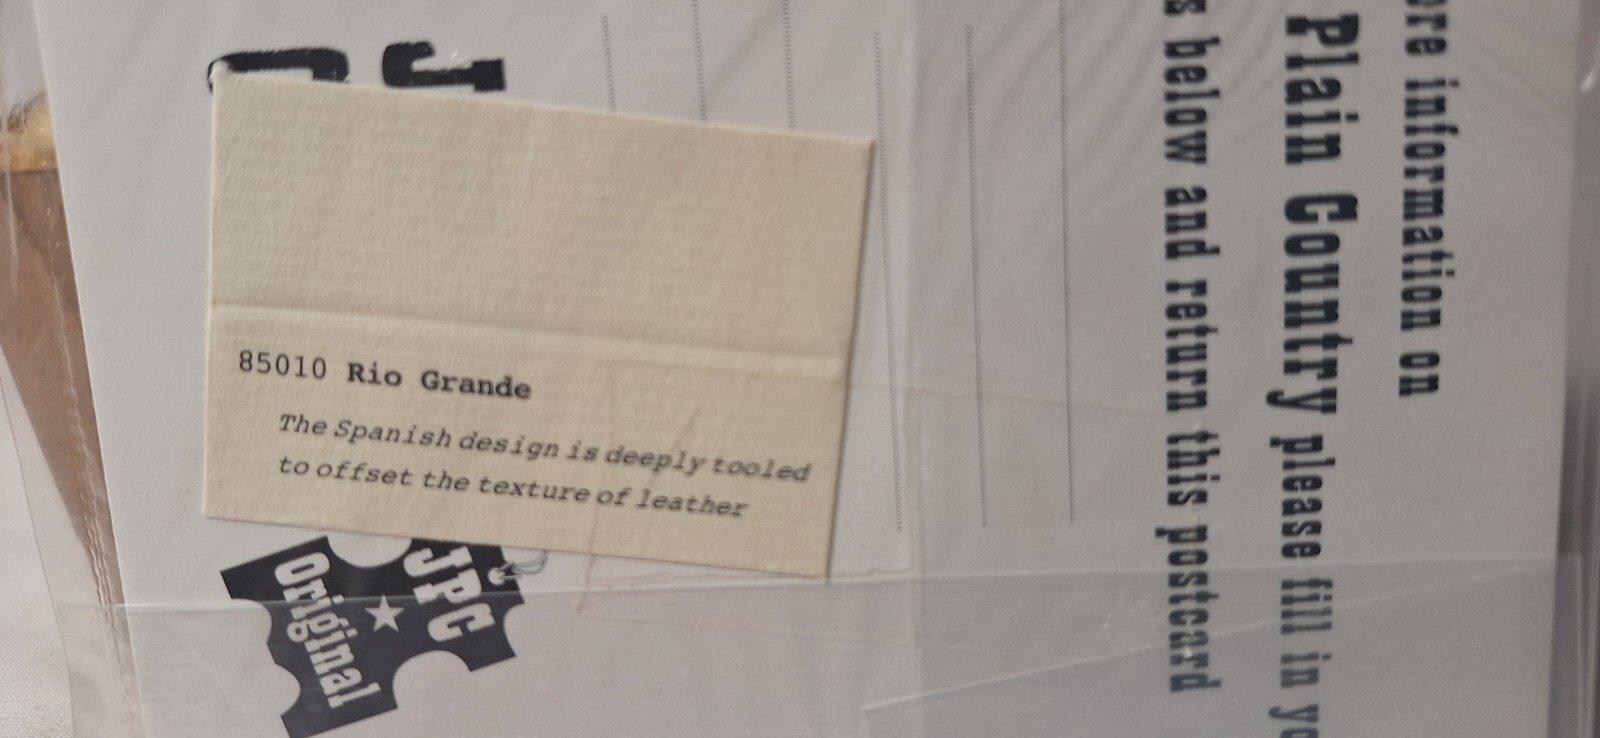 85010 Rio Grande
The Spanish design is deeply tooled
to offset the texture of leather
JPC
Original
information on
Plain Country please fill in
below and return this postcard
J